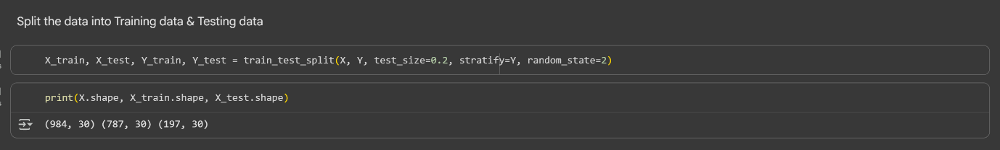 Split the data into Training data & Testing data
X_train, X_test, Y_train, Y_test = train_test_split(X, Y, test_size=0.2, stratify=Y, random_state=2)
print(X.shape, X_train.shape, X_test.shape)
(984, 30) (787, 30) (197, 30)